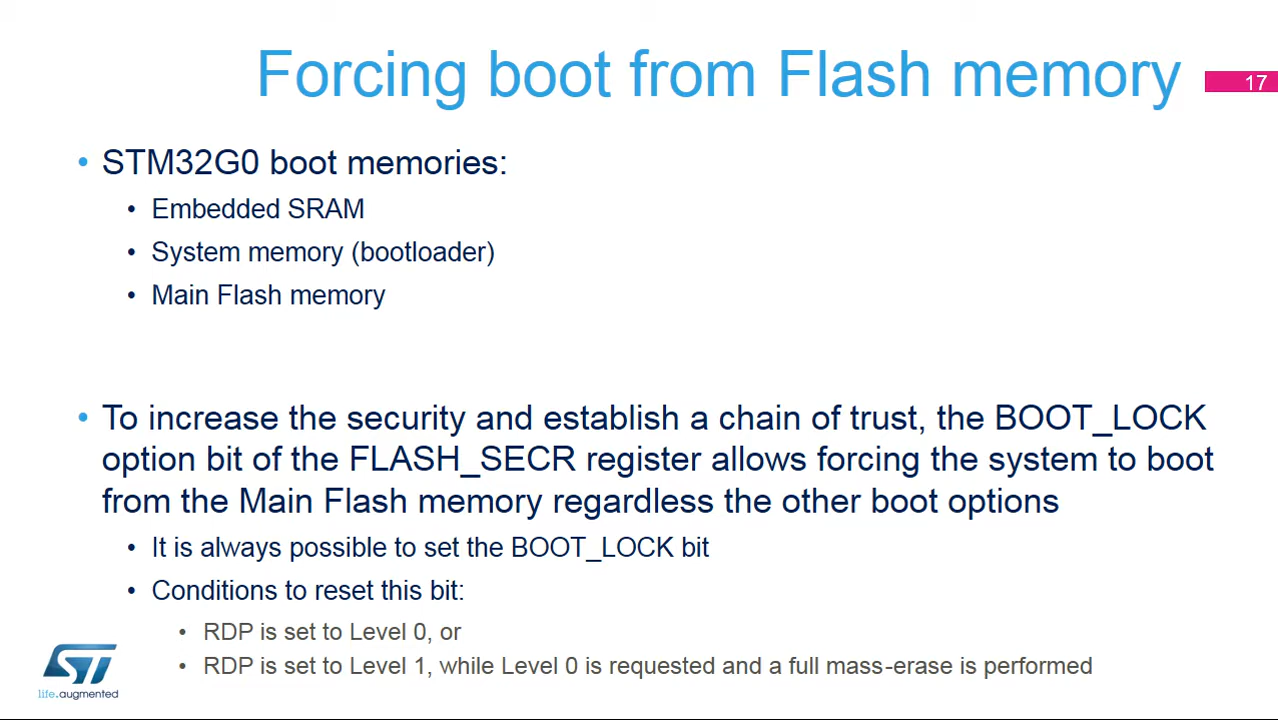 Forcing boot from Flash memory
17
• STM32G0 boot memories:
• Embedded SRAM
• System memory (bootloader)
• Main Flash memory
• To increase the security and establish a chain of trust, the BOOT_LOCK
option bit of the FLASH_SECR register allows forcing the system to boot
from the Main Flash memory regardless the other boot options
• It is always possible to set the BOOT_LOCK bit
• Conditions to reset this bit:
• RDP is set to Level 0, or
• RDP is set to Level 1, while Level 0 is requested and a full mass-erase is performed
ST
life.augmented